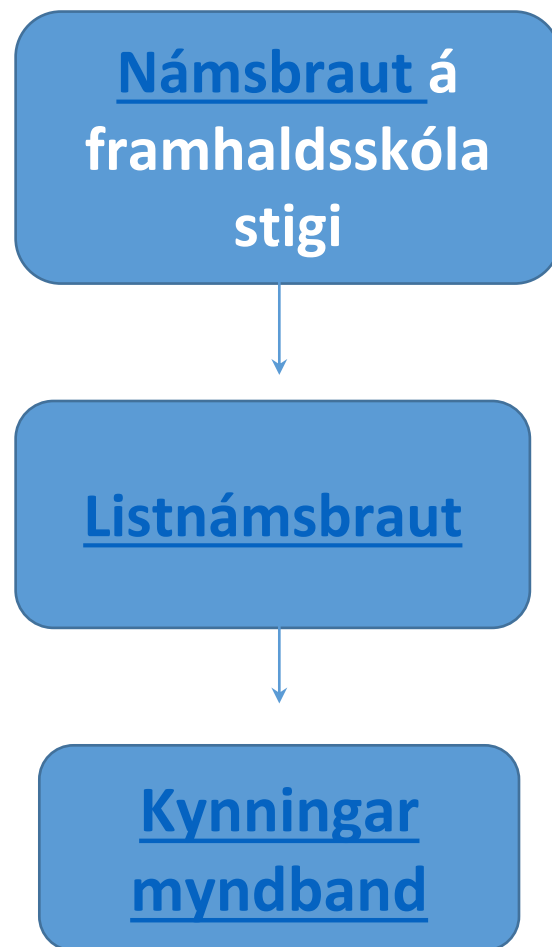 Námsbraut á
framhaldsskóla
stigi
Listnámsbraut
Kynningar
myndband